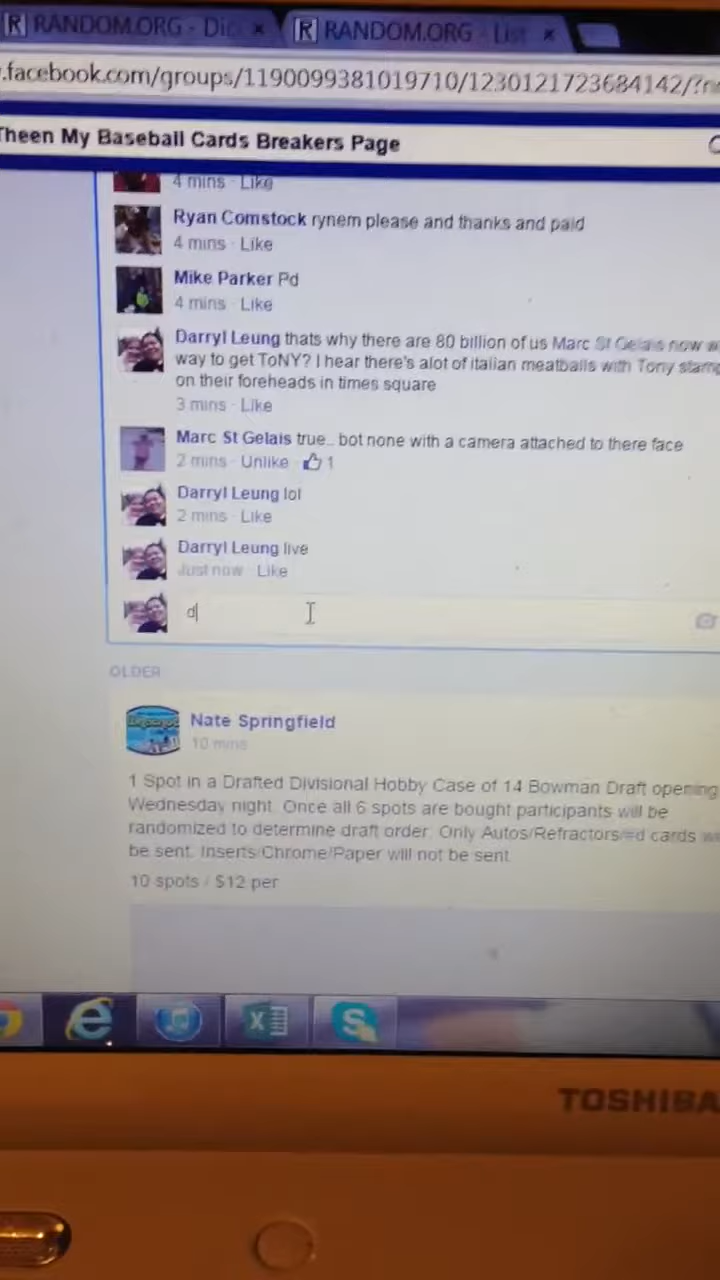 R RANDOM.ORG - Dic × R RANDOM.ORG - List ×
.facebook.com/groups/1190099381019710/1230121723684142/?
Theen My Baseball Cards Breakers Page
4 mins · Like
Ryan Comstock rynem please and thanks and paid
4 mins · Like
Mike Parker Pd
4 mins · Like
Darryl Leung thats why there are 80 billion of us Marc St Gelais now
way to get ToNY? I hear there's alot of italian meatballs with Tony
on their foreheads in times square
3 mins · Like
Marc St Gelais true.. bot none with a camera attached to there face
2 mins · Unlike · 1
Darryl Leung lol
2 mins · Like
Darryl Leung live
Just now · Like
d
OLDER
Nate Springfield
10 mins
1 Spot in a Drafted Divisional Hobby Case of 14 Bowman Draft opening
Wednesday night. Once all 6 spots are bought participants will be
randomized to determine draft order. Only Autos/Refractors/#d cards
be sent. Inserts/Chrome/Paper will not be sent
10 spots / $12 per
TOSHIBA